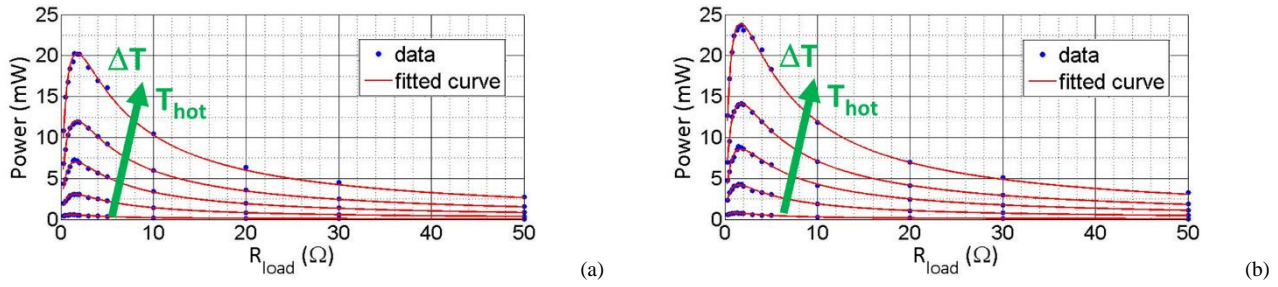 25
20
15
10
5
0
Power (mW)
ΔT
T_hot
data
fitted curve
0 10 20 30 40 50
R_load (Ω)
(a)
25
20
15
10
5
0
Power (mW)
ΔT
T_hot
data
fitted curve
0 10 20 30 40 50
R_load (Ω)
(b)